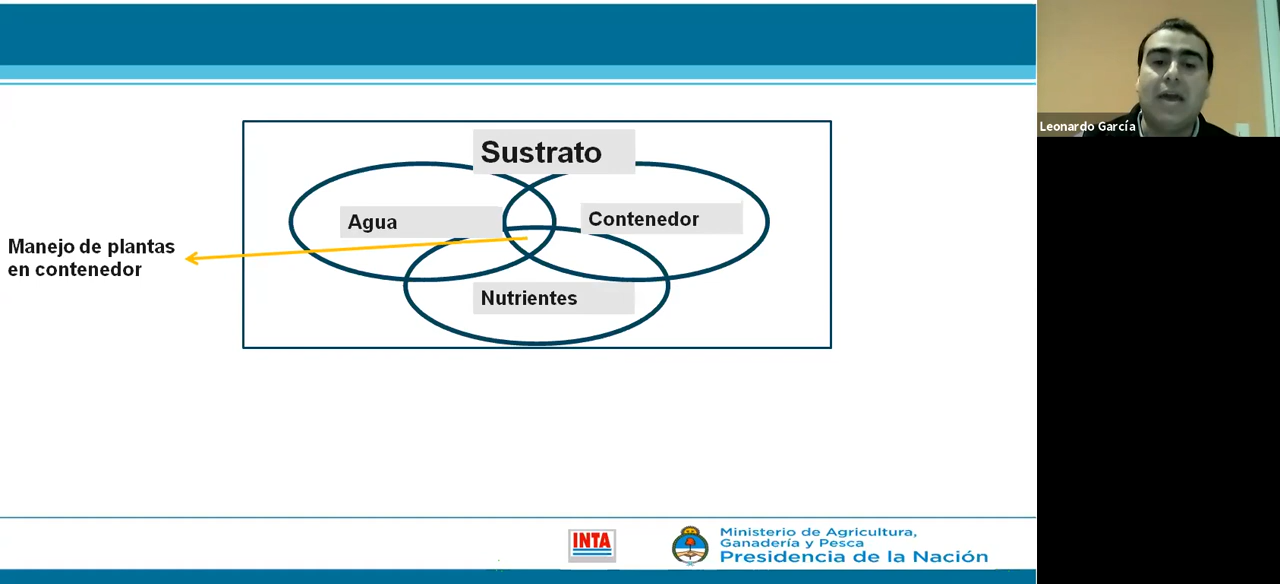 Sustrato
Agua
Contenedor
Manejo de plantas
en contenedor
Nutrientes
INTA
Ministerio de Agricultura,
Ganadería y Pesca
Presidencia de la Nación
Leonardo García